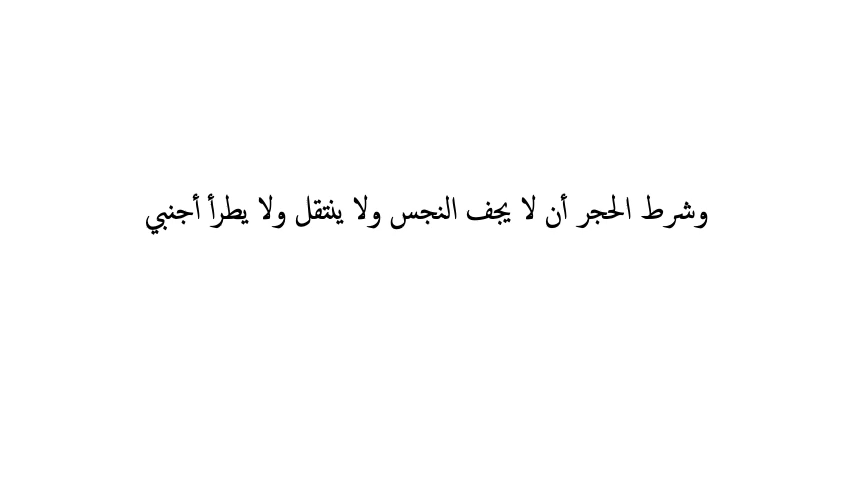 وشرط الحجر أن لا يجف النجس ولا ينتقل ولا يطرأ أجنبي